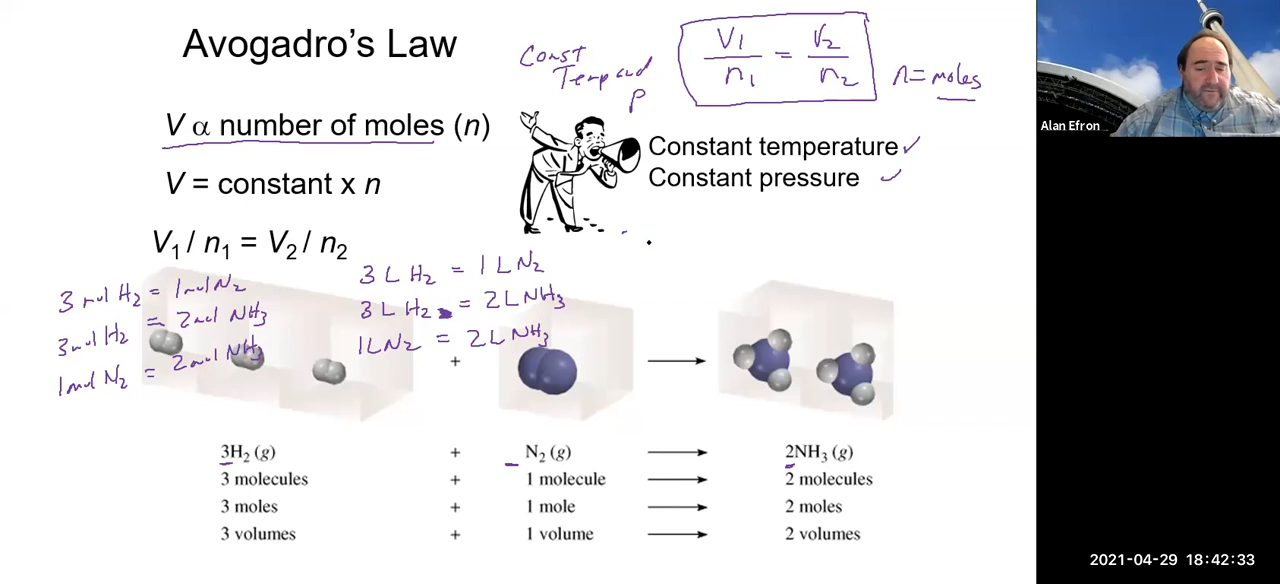 Avogadro's Law
Const
Temp and
P
V1/n1 = V2/n2
n = moles
V α number of moles (n)
Constant temperature ✓
Constant pressure ✓
V = constant x n
V1 / n1 = V2 / n2
3 mol H2 = 1 mol N2
3 mol H2 = 2 mol NH3
1 mol N2 = 2 mol NH3
3 L H2 = 1 L N2
3 L H2 = 2 L NH3
1 L N2 = 2 L NH3
+
3H2 (g) + N2 (g) → 2NH3 (g)
3 molecules + 1 molecule → 2 molecules
3 moles + 1 mole → 2 moles
3 volumes + 1 volume → 2 volumes
Alan Efron
2021-04-29 18:42:33